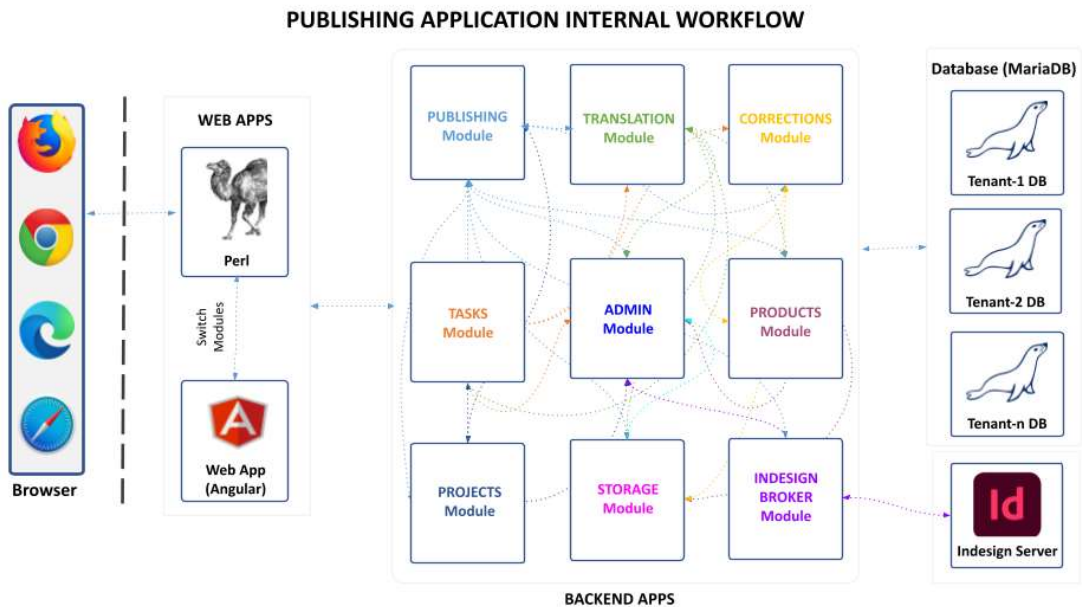 PUBLISHING APPLICATION INTERNAL WORKFLOW
Browser
WEB APPS
Perl
Switch
Modules
Web App
(Angular)
PUBLISHING
Module
TRANSLATION
Module
CORRECTIONS
Module
TASKS
Module
ADMIN
Module
PRODUCTS
Module
PROJECTS
Module
STORAGE
Module
INDESIGN
BROKER
Module
BACKEND APPS
Database (MariaDB)
Tenant-1 DB
Tenant-2 DB
Tenant-n DB
Id
Indesign Server